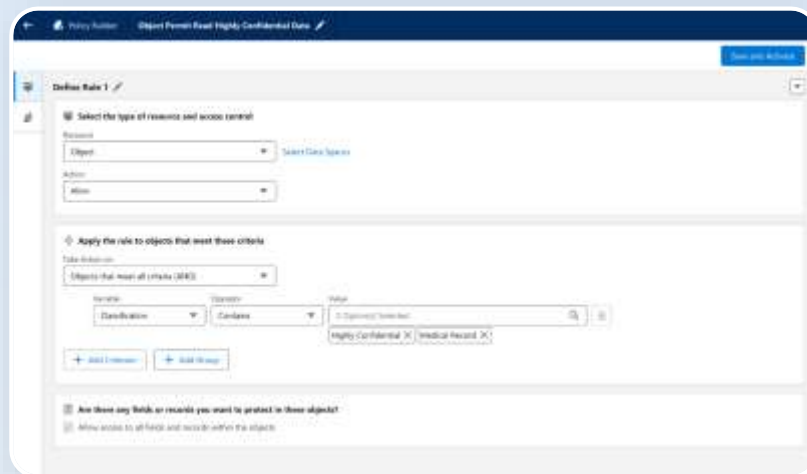 Policy Builder Object Permit Read Highly Confidential Data
Save and Activate
Define Rule 1
Select the type of resource and access control
Resource
Object
Select Data Spaces
Action
Allow
Apply the rule to objects that meet these criteria
Take Action on
Objects that meet all criteria (AND)
Variable Operator Value
Classification Contains Option(s) Selected
Highly Confidential Medical Record
+ Add Criterion + Add Group
Are there any fields or records you want to protect in these objects?
Allow access to all fields and records within the objects